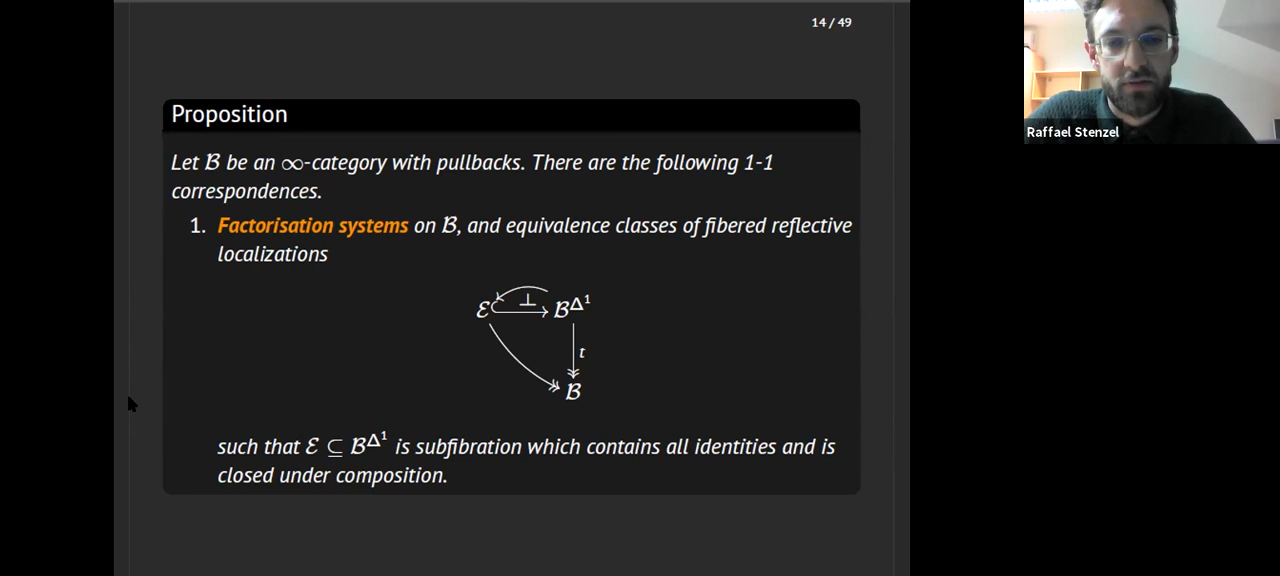 14 / 49
Proposition
Let ℬ be an ∞-category with pullbacks. There are the following 1-1
correspondences.
1. Factorisation systems on ℬ, and equivalence classes of fibered reflective
localizations
ℰ ⊥ ℬ^Δ¹
t
ℬ
such that ℰ ⊆ ℬ^Δ¹ is subfibration which contains all identities and is
closed under composition.
Raffael Stenzel